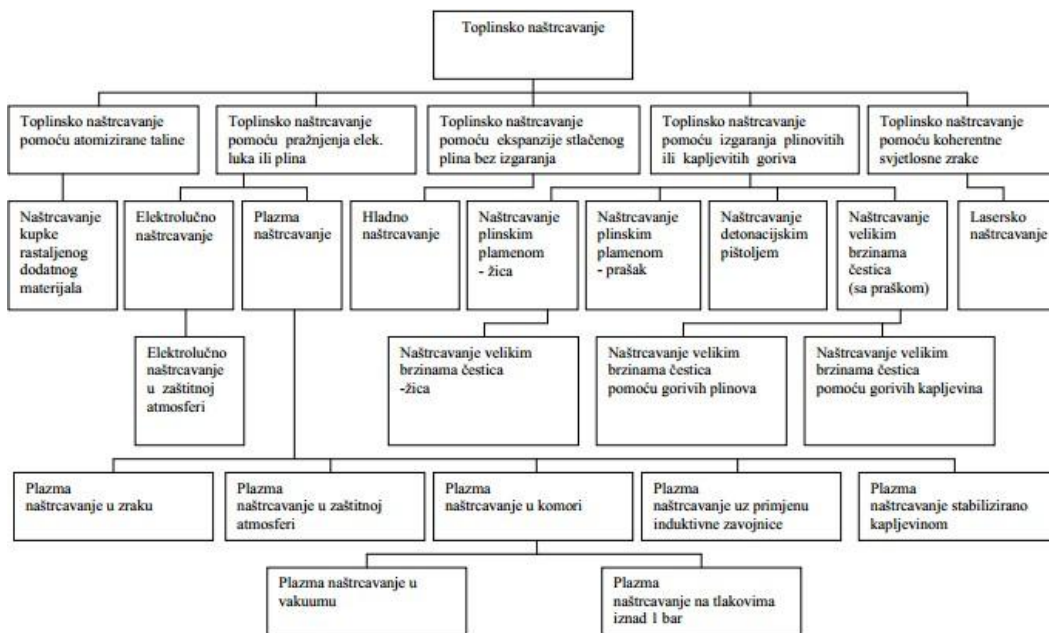 Toplinsko naštrcavanje
Toplinsko naštrcavanje
pomoću atomizirane taline
Toplinsko naštrcavanje
pomoću pražnjenja elek.
luka ili plina
Toplinsko naštrcavanje
pomoću ekspanzije stlačenog
plina bez izgaranja
Toplinsko naštrcavanje
pomoću izgaranja plinovitih
ili kapljevitih goriva
Toplinsko naštrcavanje
pomoću koherentne
svjetlosne zrake
Naštrcavanje
kupke
rastaljenog
dodatnog
materijala
Elektrolučno
naštrcavanje
Plazma
naštrcavanje
Hladno
naštrcavanje
Naštrcavanje
plinskim
plamenom
- žica
Naštrcavanje
plinskim
plamenom
- prašak
Naštrcavanje
detonacijskim
pištoljem
Naštrcavanje
velikim
brzinama
čestica
(sa praškom)
Lasersko
naštrcavanje
Elektrolučno
naštrcavanje
u zaštitnoj
atmosferi
Naštrcavanje velikim
brzinama čestica
-žica
Naštrcavanje velikim
brzinama čestica
pomoću gorivih plinova
Naštrcavanje velikim
brzinama čestica
pomoću gorivih kapljevina
Plazma
naštrcavanje u zraku
Plazma
naštrcavanje u zaštitnoj
atmosferi
Plazma
naštrcavanje u komori
Plazma
naštrcavanje uz primjenu
induktivne zavojnice
Plazma
naštrcavanje stabilizirano
kapljevinom
Plazma naštrcavanje u
vakuumu
Plazma
naštrcavanje na tlakovima
iznad 1 bar